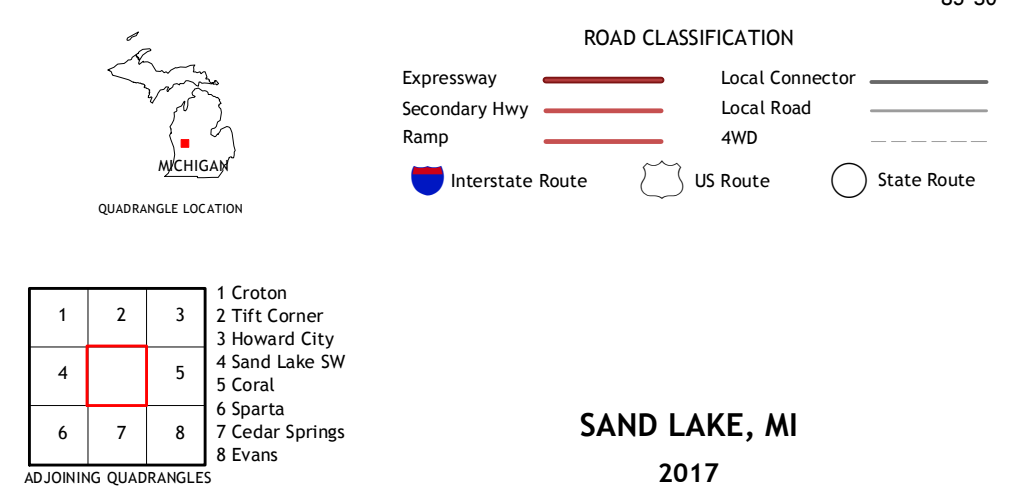 ROAD CLASSIFICATION
Expressway
Local Connector
Secondary Hwy
Local Road
Ramp
4WD
Interstate Route
US Route
State Route
MICHIGAN
QUADRANGLE LOCATION
1 2 3
4 5
6 7 8
1 Croton
2 Tift Corner
3 Howard City
4 Sand Lake SW
5 Coral
6 Sparta
7 Cedar Springs
8 Evans
ADJOINING QUADRANGLES
SAND LAKE, MI
2017